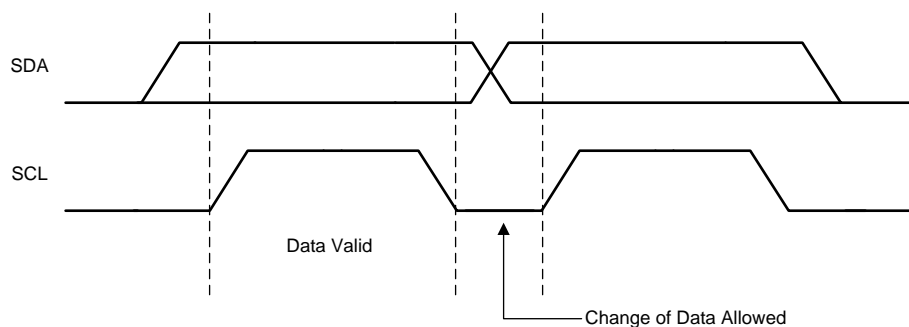 SDA
SCL
Data Valid
Change of Data Allowed